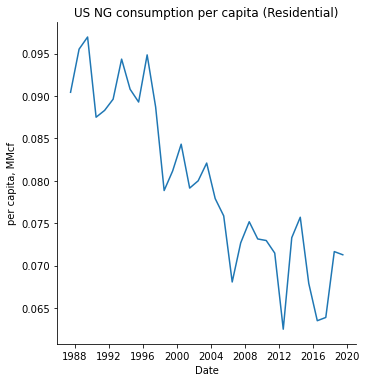 US NG consumption per capita (Residential)
per capita, MMcf
0.095
0.090
0.085
0.080
0.075
0.070
0.065
1988 1992 1996 2000 2004 2008 2012 2016 2020
Date